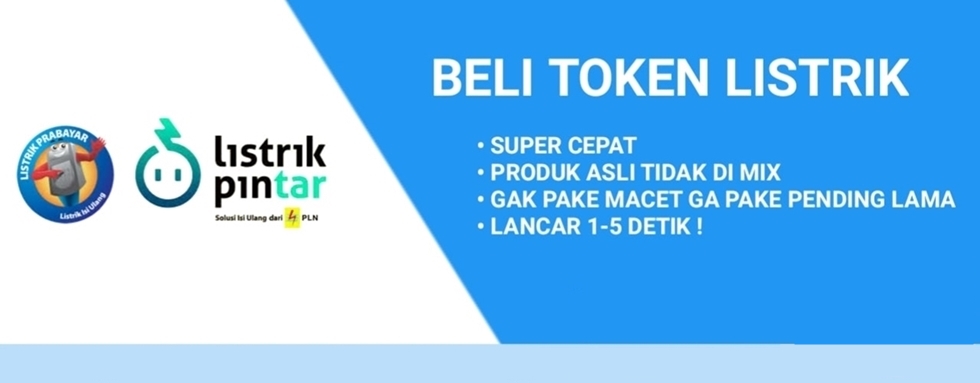 LISTRIK PRABAYAR
Listrik Isi Ulang
listrik
pintar
Solusi Isi Ulang dari PLN
BELI TOKEN LISTRIK
• SUPER CEPAT
• PRODUK ASLI TIDAK DI MIX
• GAK PAKE MACET GA PAKE PENDING LAMA
• LANCAR 1-5 DETIK !